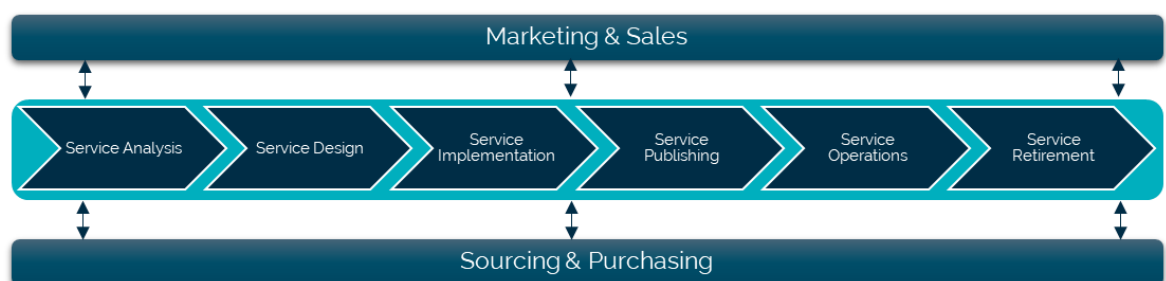 Marketing & Sales
Service Analysis
Service Design
Service
Implementation
Service
Publishing
Service
Operations
Service
Retirement
Sourcing & Purchasing